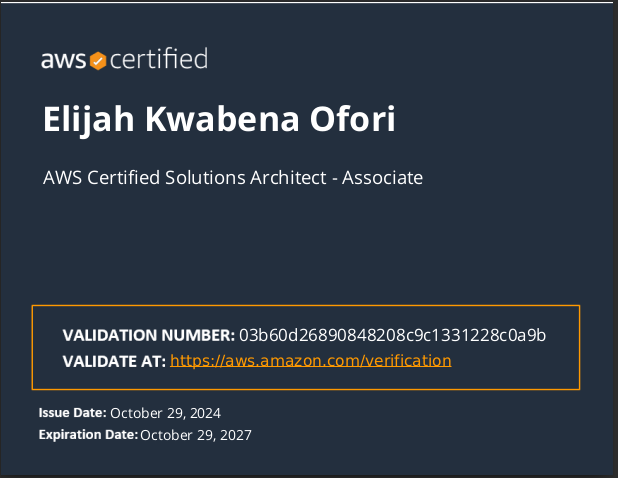 aws certified
Elijah Kwabena Ofori
AWS Certified Solutions Architect - Associate
VALIDATION NUMBER: 03b60d26890848208c9c1331228c0a9b
VALIDATE AT: https://aws.amazon.com/verification
Issue Date: October 29, 2024
Expiration Date: October 29, 2027